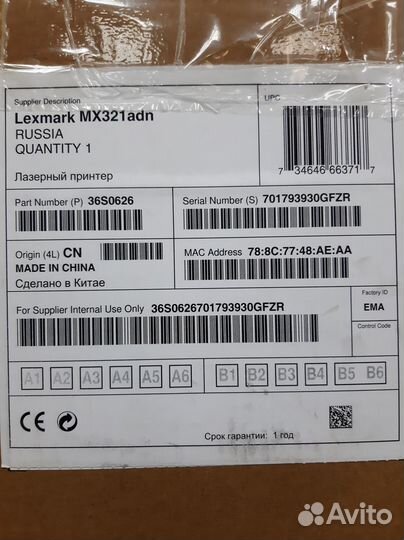 Supplier Description
Lexmark MX321adn
RUSSIA
QUANTITY 1
Лазерный принтер
UPC
7 34646 66371 7
Part Number (P) 36S0626
Serial Number (S) 701793930GFZR
Origin (4L) CN
MADE IN CHINA
Сделано в Китае
MAC Address 78:8C:77:48:AE:AA
For Supplier Internal Use Only 36S0626701793930GFZR
Factory ID
EMA
Control Code
A1 A2 A3 A4 A5 A6 B1 B2 B3 B4 B5 B6
CE
Срок гарантии: 1 год
Avito